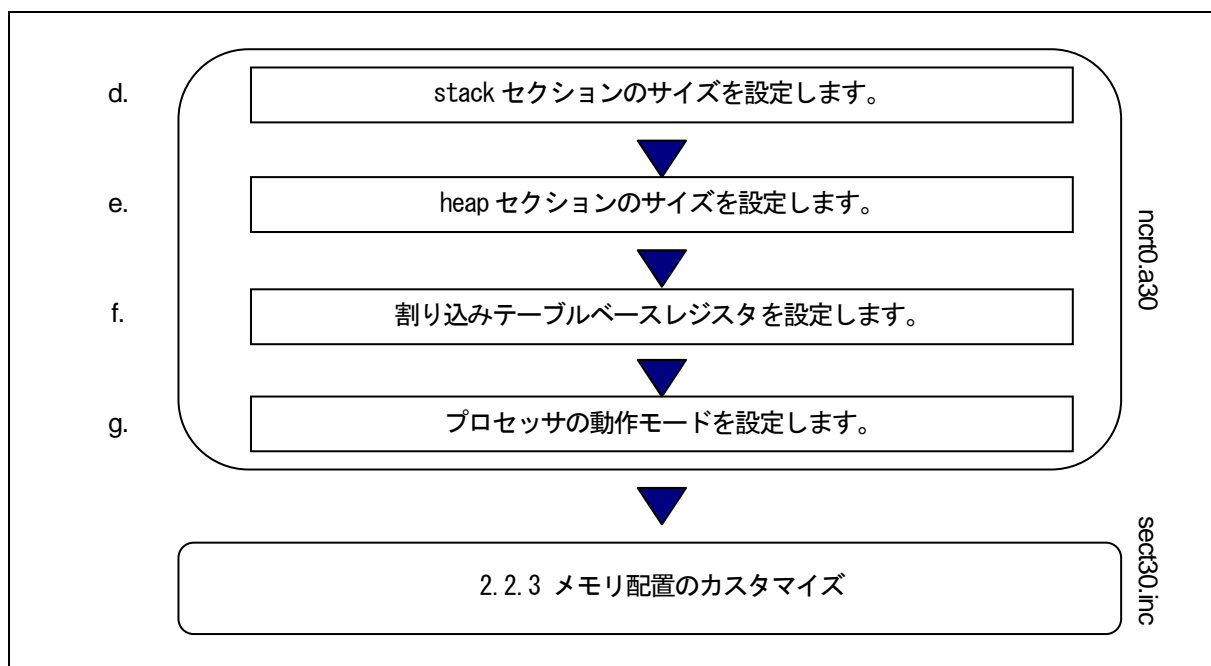 d.
stack セクションのサイズを設定します。
e.
heap セクションのサイズを設定します。
f.
割り込みテーブルベースレジスタを設定します。
g.
プロセッサの動作モードを設定します。
ncrt0.a30
2.2.3 メモリ配置のカスタマイズ
sect30.inc